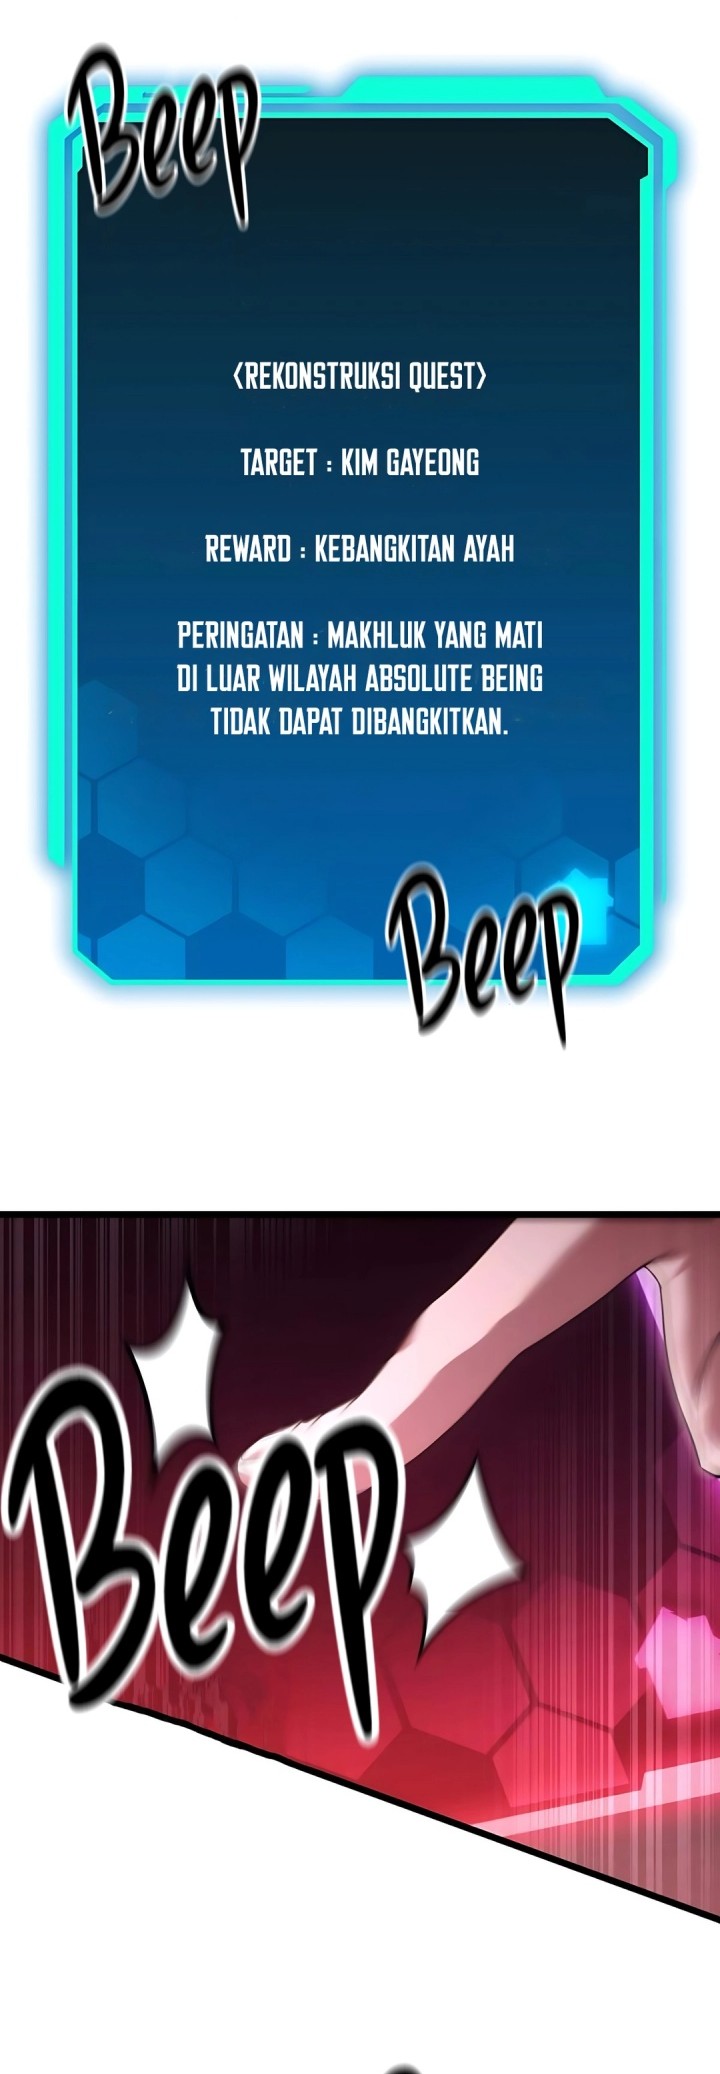 Beep
<REKONSTRUKSI QUEST>
TARGET : KIM GAYEONG
REWARD : KEBANGKITAN AYAH
PERINGATAN : MAKHLUK YANG MATI
DI LUAR WILAYAH ABSOLUTE BEING
TIDAK DAPAT DIBANGKITKAN.
Beep
Beep